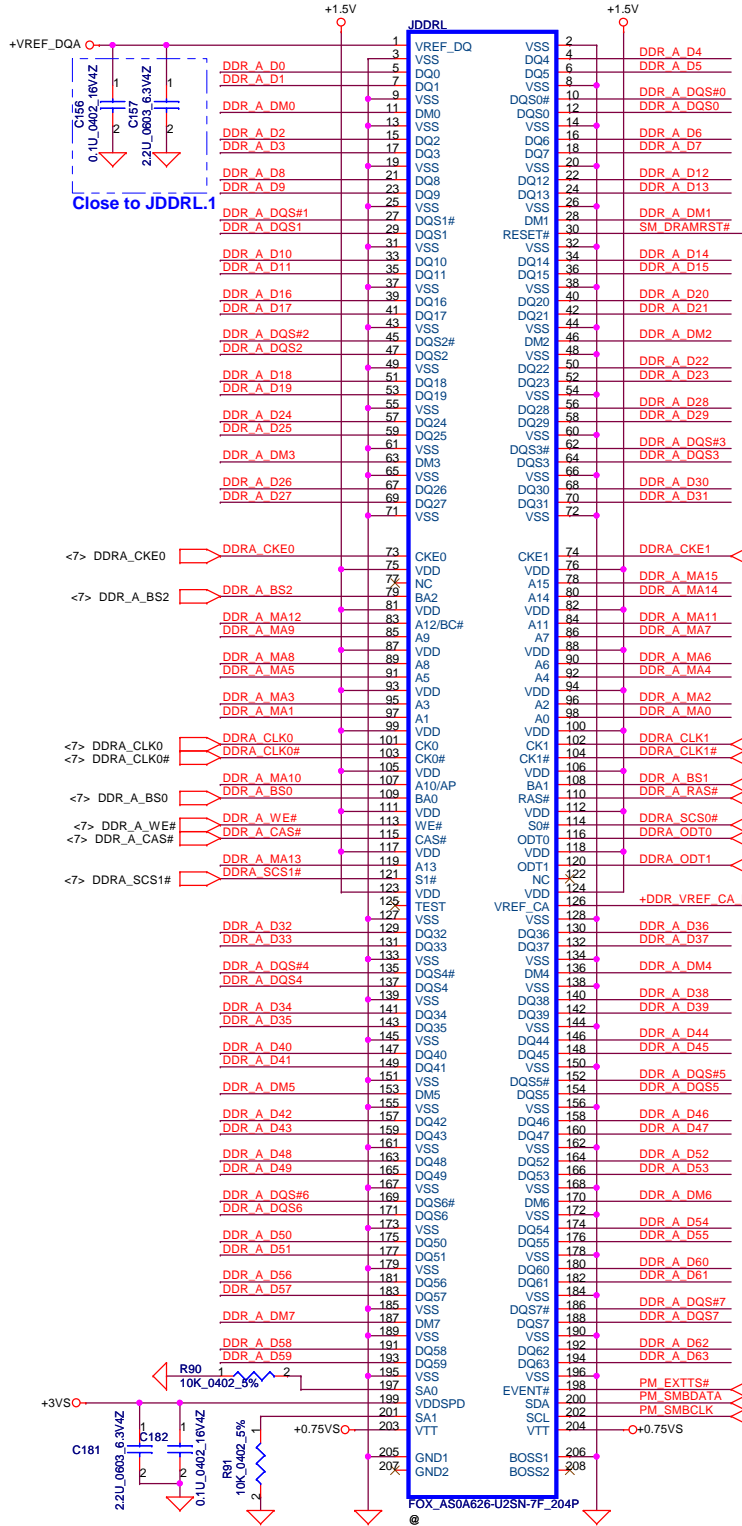 +1.5V +1.5V
JDDRL
+VREF_DQA 1 VREF_DQ VSS 2
3 VSS DQ4 4 DDR_A_D4
DDR_A_D0 5 DQ0 DQ5 6 DDR_A_D5
DDR_A_D1 7 DQ1 VSS 8
9 VSS DQS0# 10 DDR_A_DQS#0
DDR_A_DM0 11 DM0 DQS0 12 DDR_A_DQS0
13 VSS VSS 14
DDR_A_D2 15 DQ2 DQ6 16 DDR_A_D6
DDR_A_D3 17 DQ3 DQ7 18 DDR_A_D7
19 VSS VSS 20
DDR_A_D8 21 DQ8 DQ12 22 DDR_A_D12
DDR_A_D9 23 DQ9 DQ13 24 DDR_A_D13
C156 0.1U_0402_16V4Z 1 2
C157 2.2U_0603_6.3V4Z 1 2
Close to JDDRL.1
25 VSS VSS 26
DDR_A_DQS#1 27 DQS1# DM1 28 DDR_A_DM1
DDR_A_DQS1 29 DQS1 RESET# 30 SM_DRAMRST#
31 VSS VSS 32
DDR_A_D10 33 DQ10 DQ14 34 DDR_A_D14
DDR_A_D11 35 DQ11 DQ15 36 DDR_A_D15
37 VSS VSS 38
DDR_A_D16 39 DQ16 DQ20 40 DDR_A_D20
DDR_A_D17 41 DQ17 DQ21 42 DDR_A_D21
43 VSS VSS 44
DDR_A_DQS#2 45 DQS2# DM2 46 DDR_A_DM2
DDR_A_DQS2 47 DQS2 VSS 48
49 VSS DQ22 50 DDR_A_D22
DDR_A_D18 51 DQ18 DQ23 52 DDR_A_D23
DDR_A_D19 53 DQ19 VSS 54
55 VSS DQ28 56 DDR_A_D28
DDR_A_D24 57 DQ24 DQ29 58 DDR_A_D29
DDR_A_D25 59 DQ25 VSS 60
61 VSS DQS3# 62 DDR_A_DQS#3
DDR_A_DM3 63 DM3 DQS3 64 DDR_A_DQS3
65 VSS VSS 66
DDR_A_D26 67 DQ26 DQ30 68 DDR_A_D30
DDR_A_D27 69 DQ27 DQ31 70 DDR_A_D31
71 VSS VSS 72
<7> DDRA_CKE0 DDRA_CKE0 73 CKE0 CKE1 74 DDRA_CKE1
75 VDD VDD 76
77 NC A15 78 DDR_A_MA15
<7> DDR_A_BS2 DDR_A_BS2 79 BA2 A14 80 DDR_A_MA14
81 VDD VDD 82
DDR_A_MA12 83 A12/BC# A11 84 DDR_A_MA11
DDR_A_MA9 85 A9 A7 86 DDR_A_MA7
87 VDD VDD 88
DDR_A_MA8 89 A8 A6 90 DDR_A_MA6
DDR_A_MA5 91 A5 A4 92 DDR_A_MA4
93 VDD VDD 94
DDR_A_MA3 95 A3 A2 96 DDR_A_MA2
DDR_A_MA1 97 A1 A0 98 DDR_A_MA0
99 VDD VDD 100
<7> DDRA_CLK0 DDRA_CLK0 101 CK0 CK1 102 DDRA_CLK1
<7> DDRA_CLK0# DDRA_CLK0# 103 CK0# CK1# 104 DDRA_CLK1#
105 VDD VDD 106
DDR_A_MA10 107 A10/AP BA1 108 DDR_A_BS1
<7> DDR_A_BS0 DDR_A_BS0 109 BA0 RAS# 110 DDR_A_RAS#
111 VDD VDD 112
<7> DDR_A_WE# DDR_A_WE# 113 WE# S0# 114 DDRA_SCS0#
<7> DDR_A_CAS# DDR_A_CAS# 115 CAS# ODT0 116 DDRA_ODT0
117 VDD VDD 118
DDR_A_MA13 119 A13 ODT1 120 DDRA_ODT1
<7> DDRA_SCS1# DDRA_SCS1# 121 S1# NC 122
123 VDD VDD 124
125 TEST VREF_CA 126 +DDR_VREF_CA_
127 VSS VSS 128
DDR_A_D32 129 DQ32 DQ36 130 DDR_A_D36
DDR_A_D33 131 DQ33 DQ37 132 DDR_A_D37
133 VSS VSS 134
DDR_A_DQS#4 135 DQS4# DM4 136 DDR_A_DM4
DDR_A_DQS4 137 DQS4 VSS 138
139 VSS DQ38 140 DDR_A_D38
DDR_A_D34 141 DQ34 DQ39 142 DDR_A_D39
DDR_A_D35 143 DQ35 VSS 144
145 VSS DQ44 146 DDR_A_D44
DDR_A_D40 147 DQ40 DQ45 148 DDR_A_D45
DDR_A_D41 149 DQ41 VSS 150
151 VSS DQS5# 152 DDR_A_DQS#5
DDR_A_DM5 153 DM5 DQS5 154 DDR_A_DQS5
155 VSS VSS 156
DDR_A_D42 157 DQ42 DQ46 158 DDR_A_D46
DDR_A_D43 159 DQ43 DQ47 160 DDR_A_D47
161 VSS VSS 162
DDR_A_D48 163 DQ48 DQ52 164 DDR_A_D52
DDR_A_D49 165 DQ49 DQ53 166 DDR_A_D53
167 VSS VSS 168
DDR_A_DQS#6 169 DQS6# DM6 170 DDR_A_DM6
DDR_A_DQS6 171 DQS6 VSS 172
173 VSS DQ54 174 DDR_A_D54
DDR_A_D50 175 DQ50 DQ55 176 DDR_A_D55
DDR_A_D51 177 DQ51 VSS 178
179 VSS DQ60 180 DDR_A_D60
DDR_A_D56 181 DQ56 DQ61 182 DDR_A_D61
DDR_A_D57 183 DQ57 VSS 184
185 VSS DQS7# 186 DDR_A_DQS#7
DDR_A_DM7 187 DM7 DQS7 188 DDR_A_DQS7
189 VSS VSS 190
DDR_A_D58 191 DQ58 DQ62 192 DDR_A_D62
DDR_A_D59 193 DQ59 DQ63 194 DDR_A_D63
195 VSS VSS 196
R90 1 2 10K_0402_5%
197 SA0 EVENT# 198 PM_EXTTS#
+3VS 199 VDDSPD SDA 200 PM_SMBDATA
201 SA1 SCL 202 PM_SMBCLK
+0.75VS 203 VTT VTT 204 +0.75VS
C181 2.2U_0603_6.3V4Z 1 2
C182 0.1U_0402_16V4Z 1 2
R91 10K_0402_5% 1 2
205 GND1 BOSS1 206
207 GND2 BOSS2 208
FOX_AS0A626-U2SN-7F_204P
@